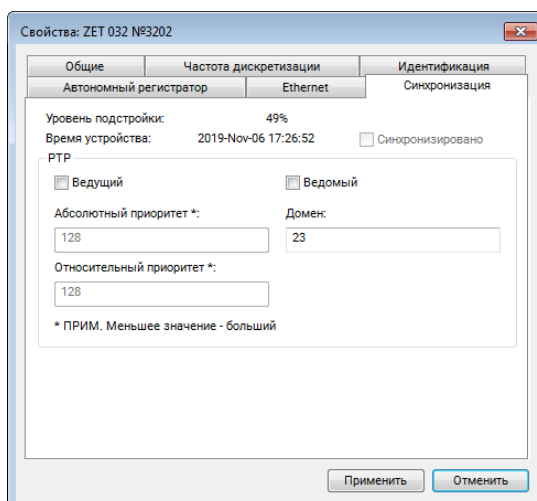 Свойства: ZET 032 №3202
Общие Частота дискретизации Идентификация
Автономный регистратор Ethernet Синхронизация
Уровень подстройки: 49%
Время устройства: 2019-Nov-06 17:26:52 Синхронизировано
PTP
Ведущий Ведомый
Абсолютный приоритет *: Домен:
128 23
Относительный приоритет *:
128
* ПРИМ. Меньшее значение - больший
Применить Отменить